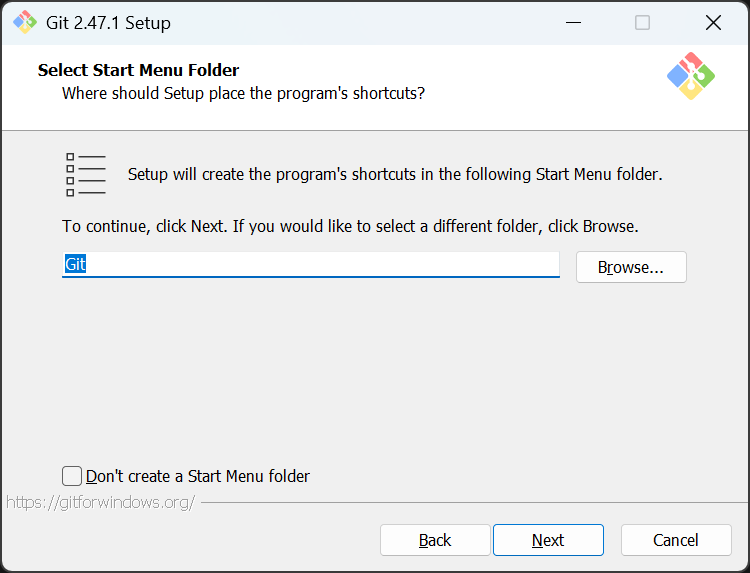 Git 2.47.1 Setup
Select Start Menu Folder
Where should Setup place the program's shortcuts?
Setup will create the program's shortcuts in the following Start Menu folder.
To continue, click Next. If you would like to select a different folder, click Browse.
Git
Browse...
Don't create a Start Menu folder
https://gitforwindows.org/
Back
Next
Cancel